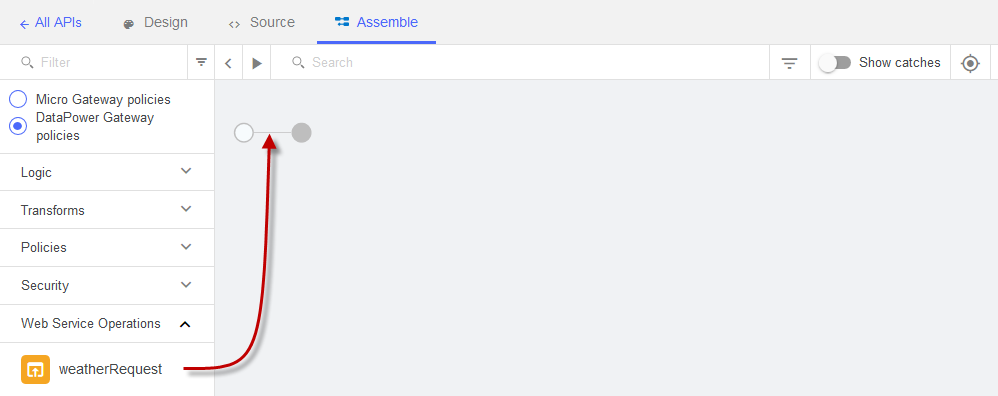 All APIs Design Source Assemble
Filter Search Show catches
Micro Gateway policies
DataPower Gateway
policies
Logic
Transforms
Policies
Security
Web Service Operations
weatherRequest